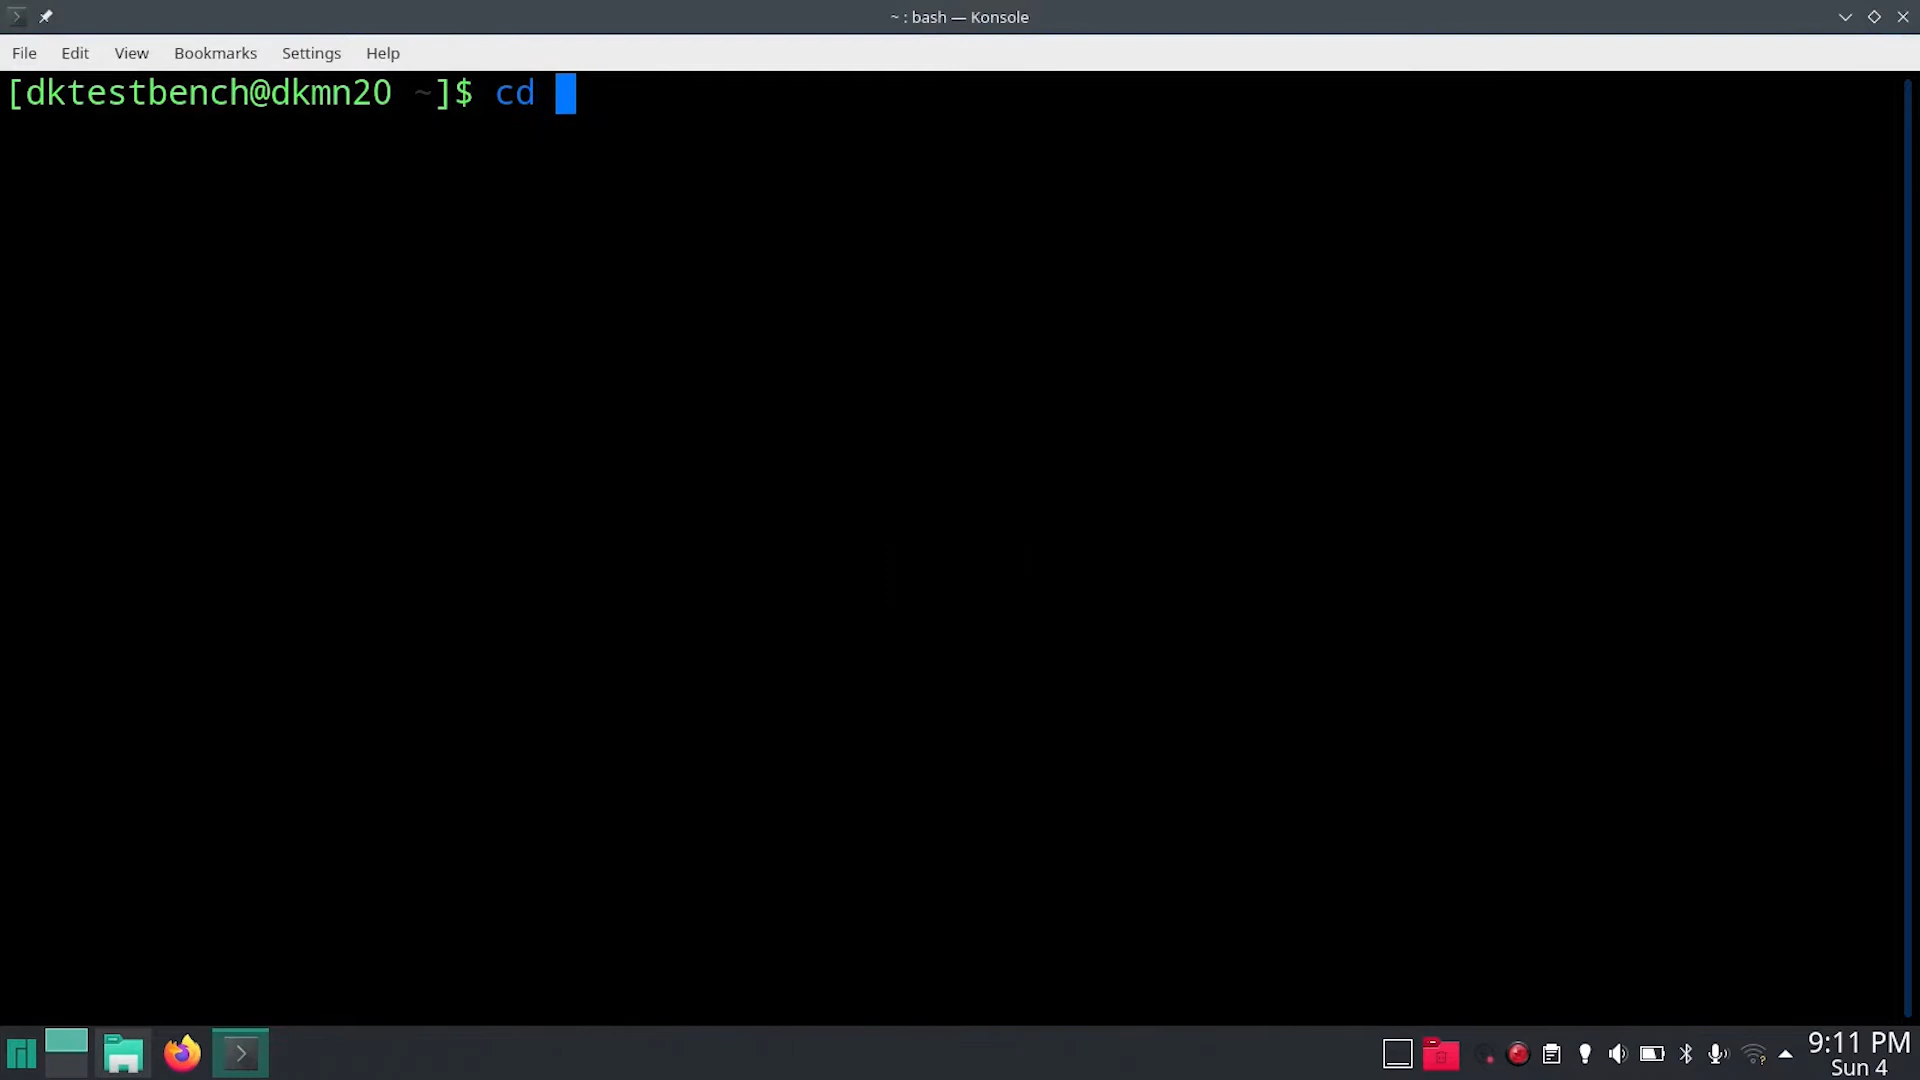 ~ : bash — Konsole
File Edit View Bookmarks Settings Help
[dktestbench@dkmn20 ~]$ cd
9:11 PM
Sun 4